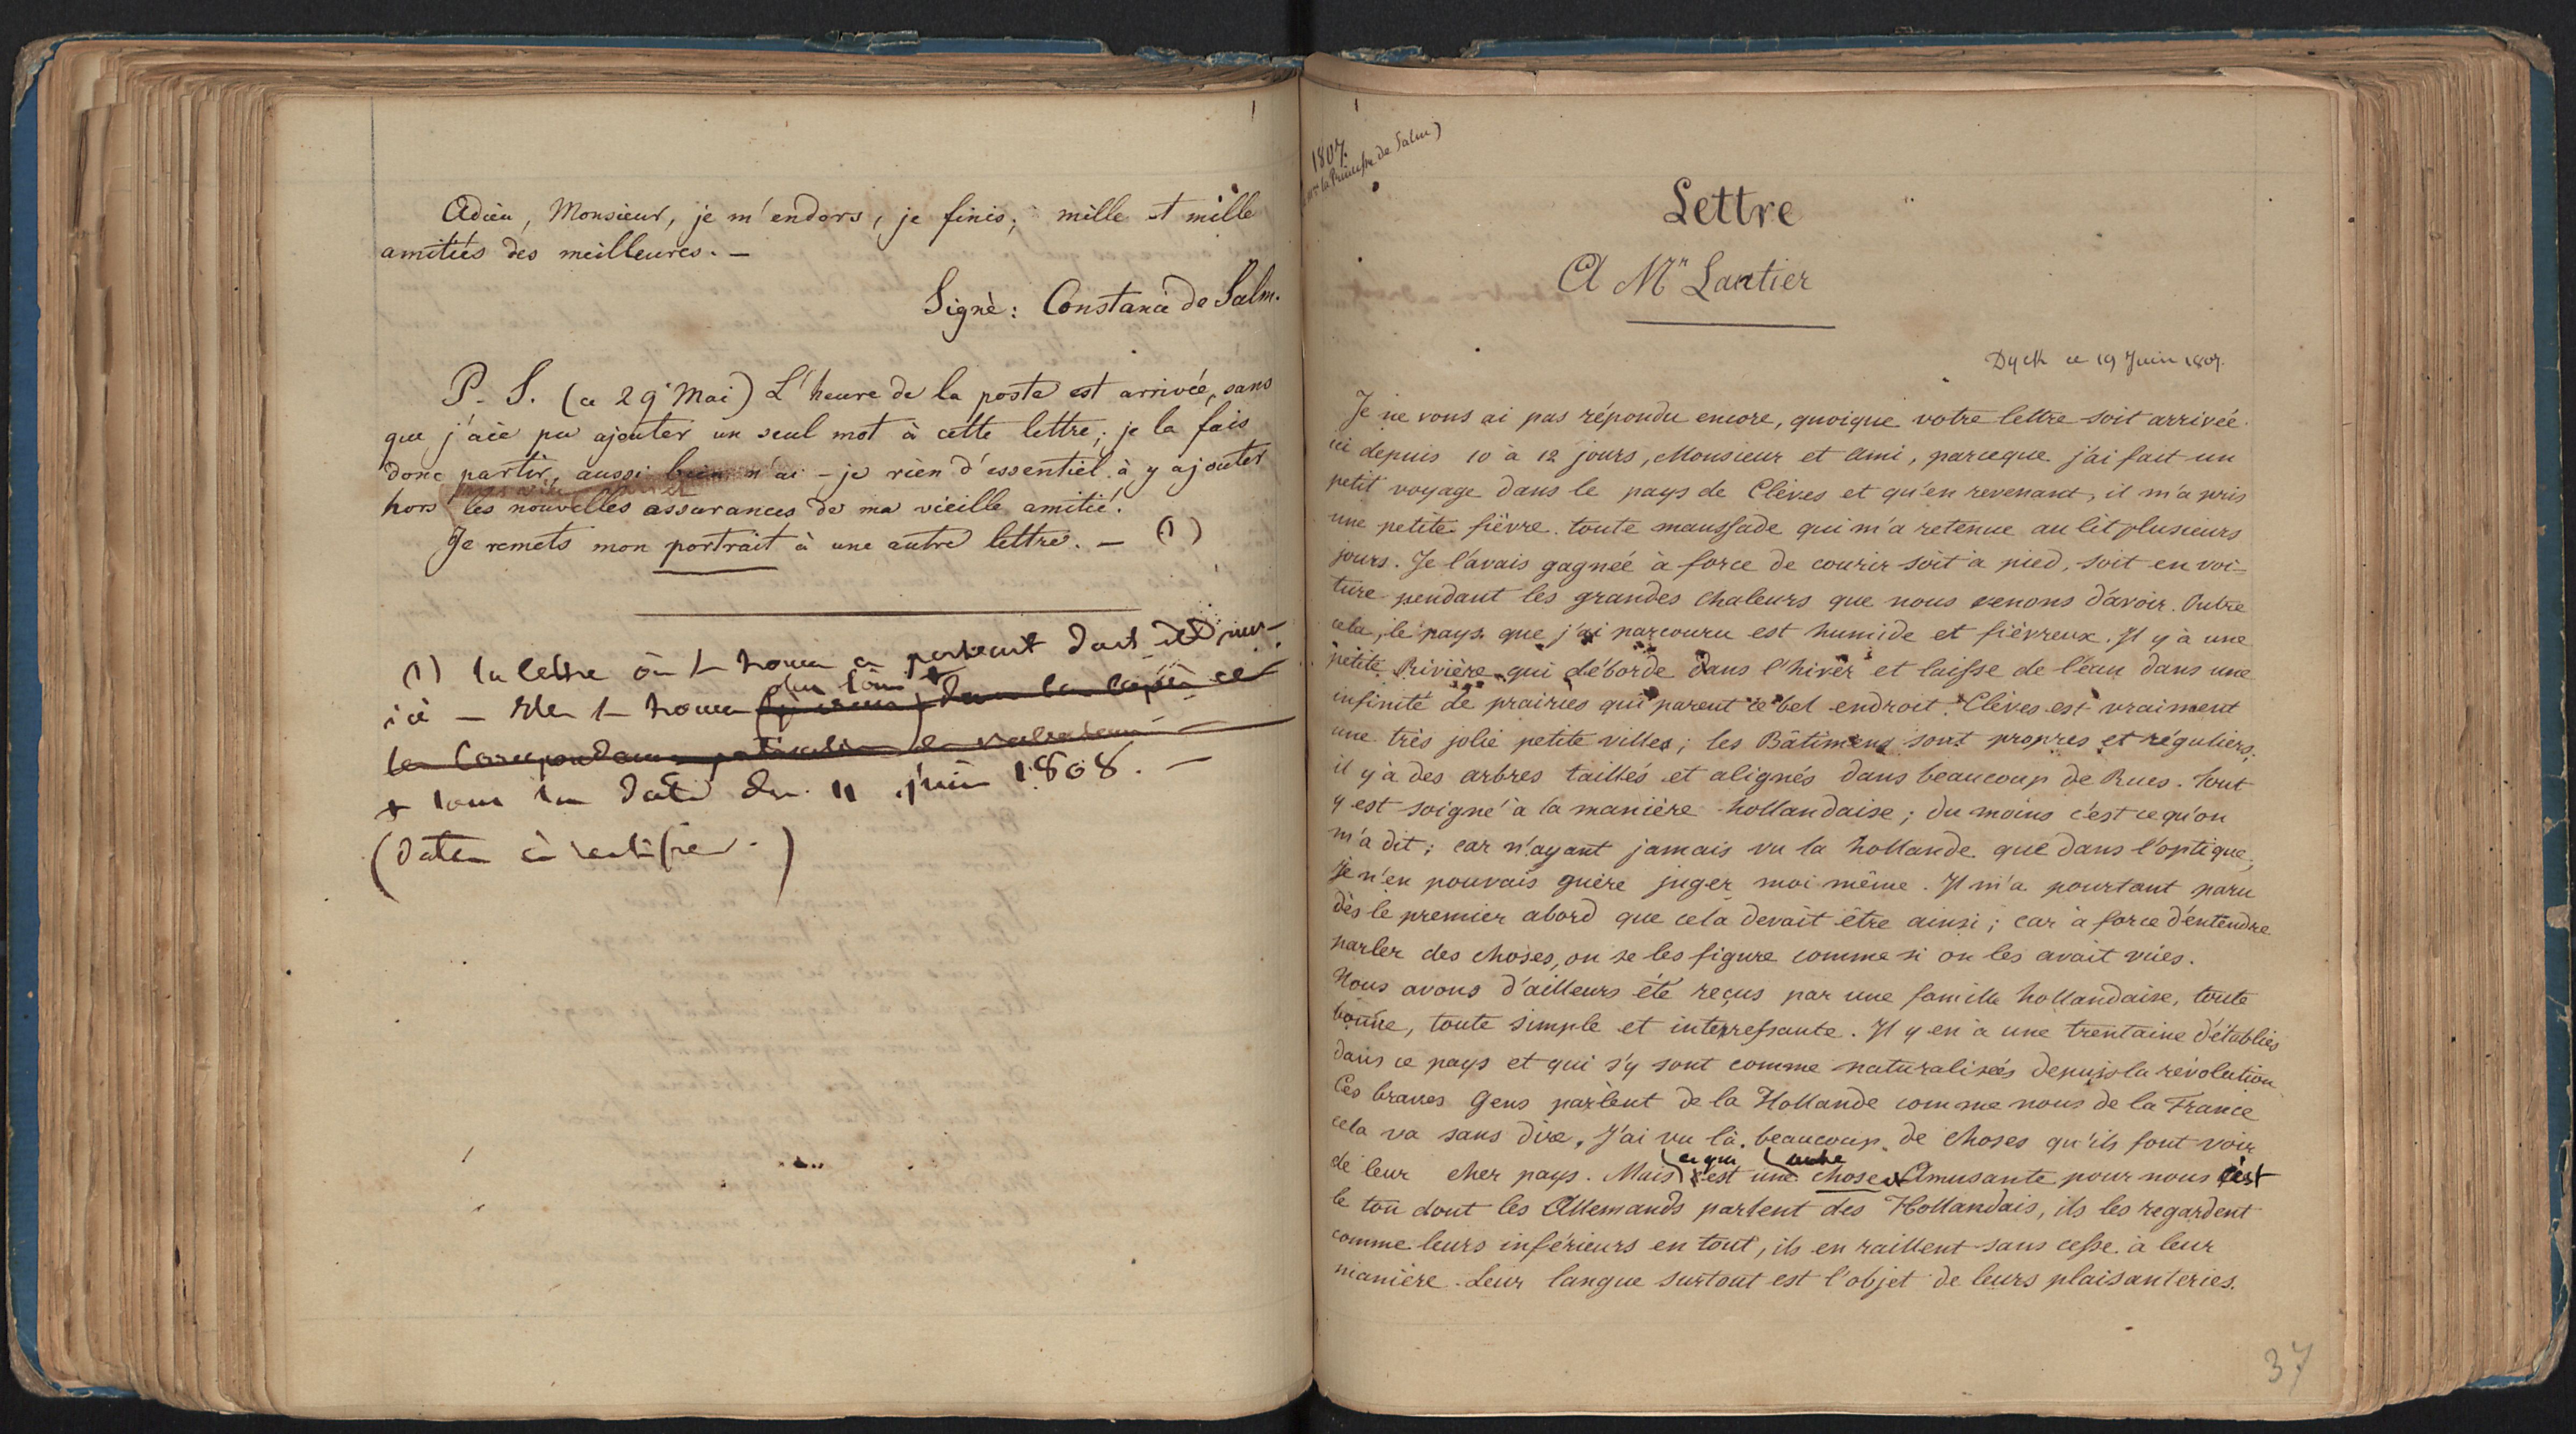 Adieu, Monsieur, je m'endors, je finis; mille et mille
amitiés des meilleures. —
Signè: Constance de Salm.
P. S. (ce 29 Mai) L'heure de la poste est arrivée, sans
que j'aie pu ajouter un seul mot à cette lettre; je la fais
donc partir, aussi bien n'ai-je rien d'essentiel à y ajouter
hors les nouvelles assurances de ma vieille amitié.
Je remets mon portrait à une autre lettre. — (1)
(1) la lettre où se trouve ce portrait doit être
ici — Elle se trouve plus loin +
la Correspondance
+ sous la date du 11 juin 1808. —
(Dates à rectifier.)
1807.
sur la Princesse de Salm)
Lettre
A Mr Lantier
Dyck ce 19 Juin 1807.
Je ne vous ai pas répondu encore, quoique votre lettre soit arrivée
ici depuis 10 à 12 jours, Monsieur et Ami, parceque j'ai fait un
petit voyage dans le pays de Clèves et qu'en revenant, il m'a pris
une petite fièvre toute maussade qui m'a retenue au lit plusieurs
jours. Je l'avais gagnée à force de courir soit à pied, soit en voi-
ture pendant les grandes chaleurs que nous venons d'avoir. Outre
cela, le pays que j'ai parcouru est humide et fièvreux. Il y à une
petite Rivière qui déborde dans l'hiver et laisse de l'eau dans une
infinité de prairies qui parent ce bel endroit. Clèves est vraiment
une très jolie petite ville; les Bâtimens sont propres et réguliers;
il y à des arbres taillés et alignés dans beaucoup de Rues. Tout
y est soigné à la manière hollandaise; du moins c'est ce qu'on
m'a dit; car n'ayant jamais vu la hollande que dans l'optique,
Je n'en pouvais guère juger moi même. Il m'a pourtant paru
dès le premier abord que cela devait être ainsi; car à force d'entendre
parler des choses, on se les figure comme si on les avait vües.
Nous avons d'ailleurs été reçus par une famille hollandaise, toute
bonne, toute simple et interressante. Il y en à une trentaine d'établies
dans ce pays et qui s'y sont comme naturalisées depuis la révolution
Ces braves Gens parlent de la Hollande comme nous de la France
cela va sans dire. J'ai vu là beaucoup de choses qu'ils font voir
ce qui
de leur cher pays. Mais est une chose Amusante pour nous c'est
le ton dont les Allemands parlent des Hollandais, ils les regardent
comme leurs inférieurs en tout, ils en raillent sans cesse à leur
manière. Leur langue surtout est l'objet de leurs plaisanteries.
37